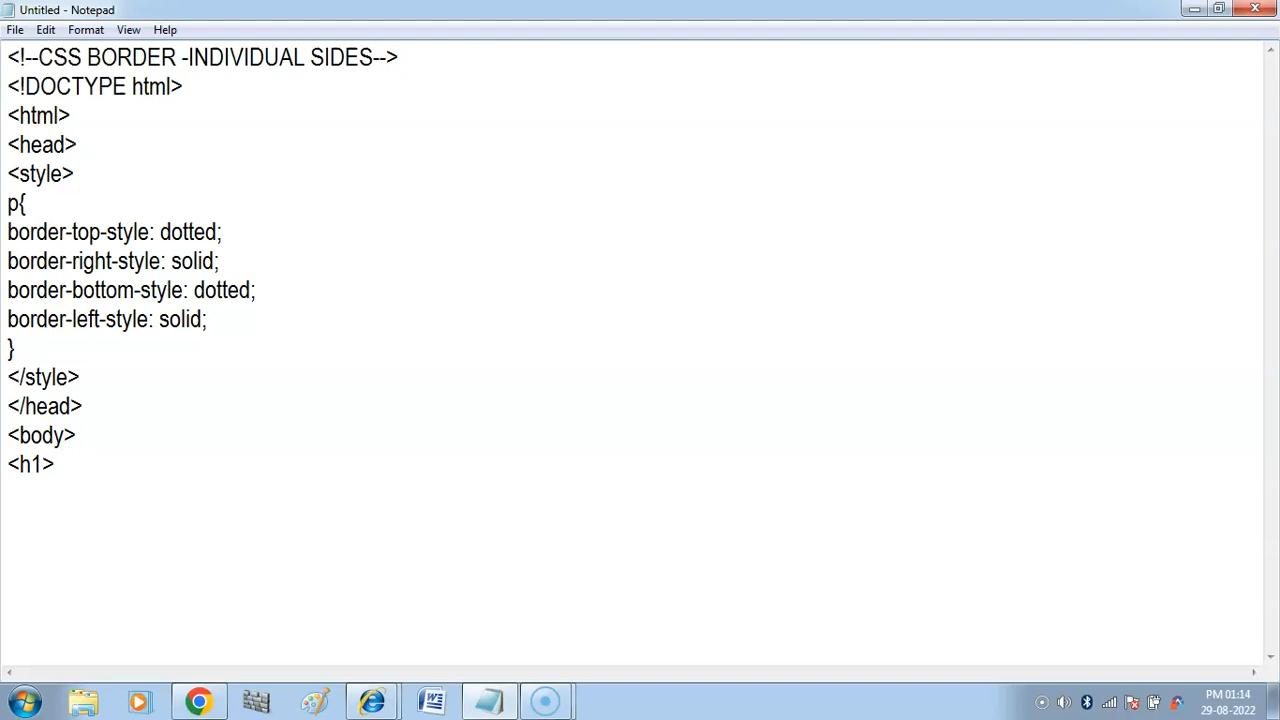 Untitled - Notepad
File Edit Format View Help
<!--CSS BORDER -INDIVIDUAL SIDES-->
<!DOCTYPE html>
<html>
<head>
<style>
p{
border-top-style: dotted;
border-right-style: solid;
border-bottom-style: dotted;
border-left-style: solid;
}
</style>
</head>
<body>
<h1>
PM 01:14
29-08-2022